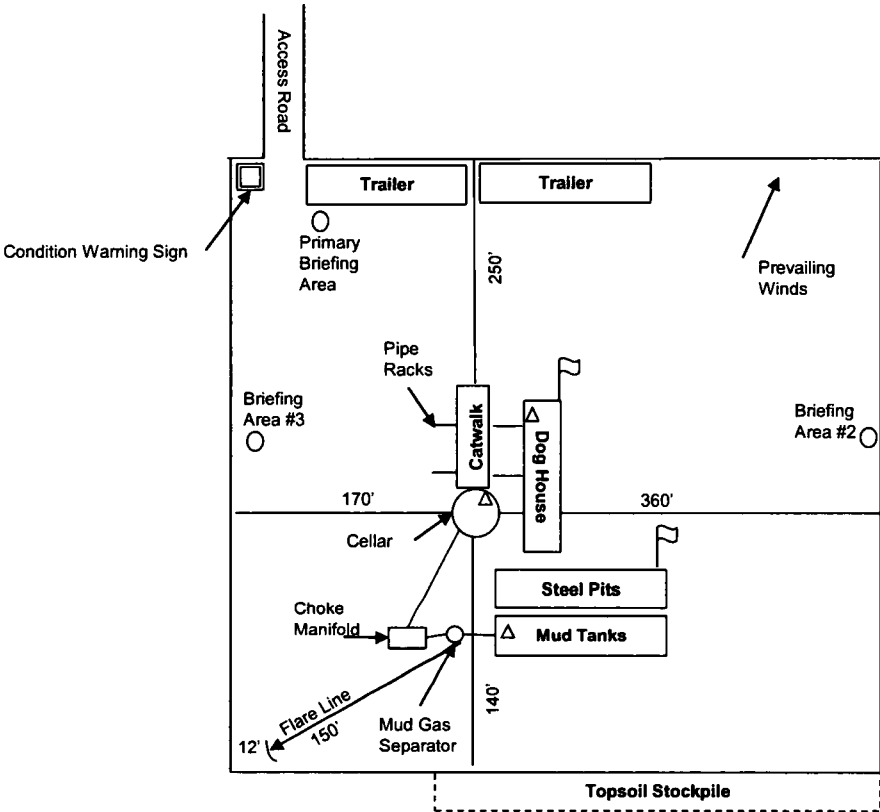 Access Road
Trailer
Trailer
Condition Warning Sign
Primary
Briefing
Area
250'
Prevailing
Winds
Pipe
Racks
Briefing
Area #3
Catwalk
Dog House
Briefing
Area #2
170'
360'
Cellar
Steel Pits
Choke
Manifold
Mud Tanks
Flare Line
150'
140'
12'
Mud Gas
Separator
Topsoil Stockpile